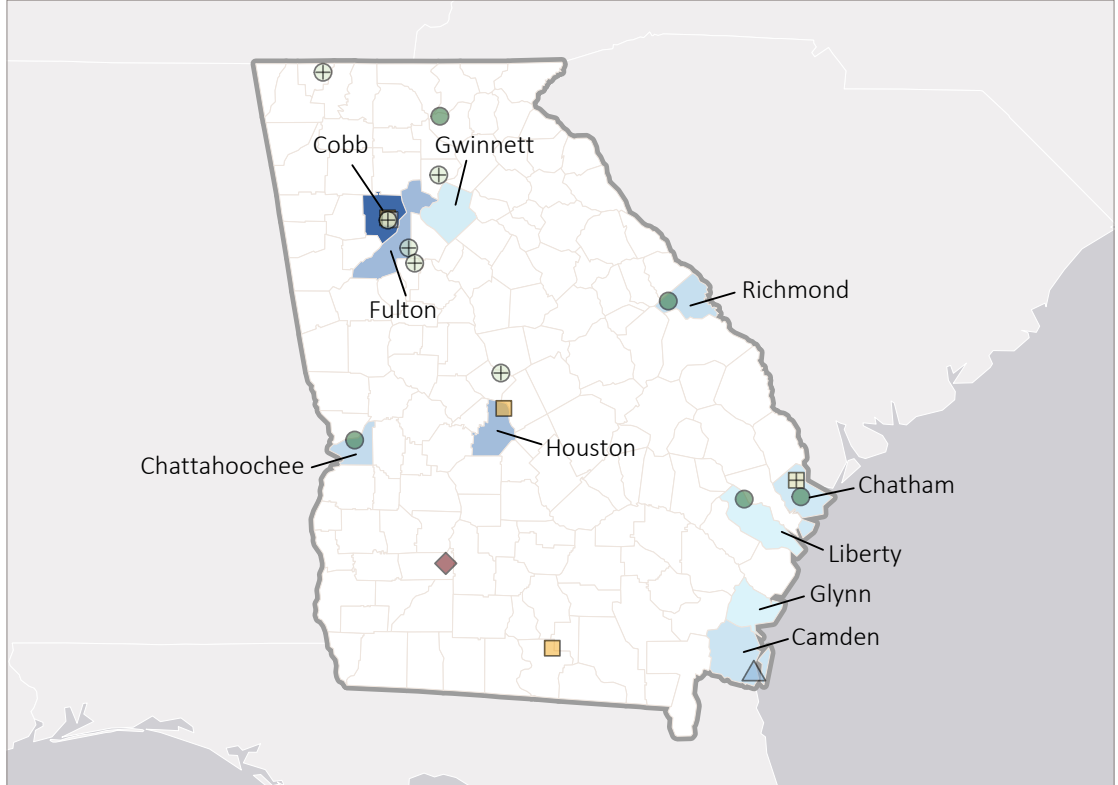 Cobb
Gwinnett
Richmond
Fulton
Houston
Chattahoochee
Chatham
Liberty
Glynn
Camden